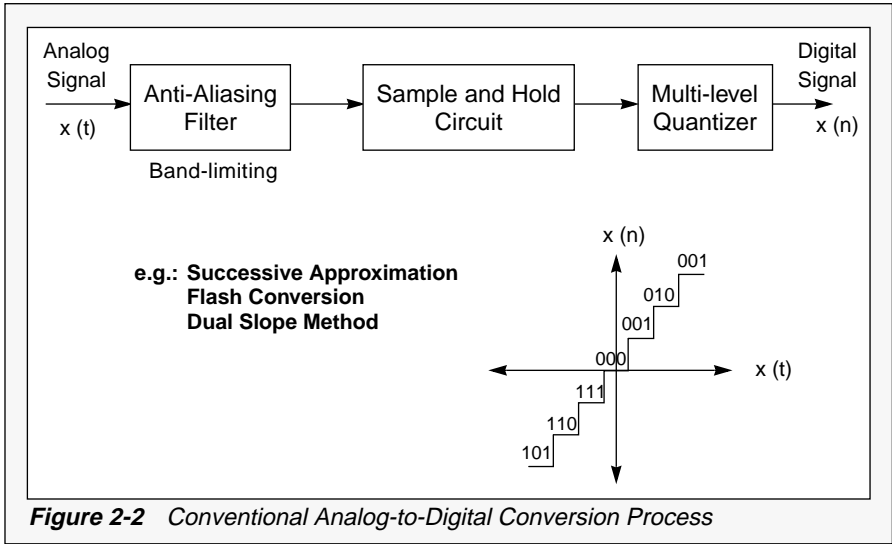 Analog
Signal
x (t)
Anti-Aliasing
Filter
Band-limiting
Sample and Hold
Circuit
Multi-level
Quantizer
Digital
Signal
x (n)
e.g.: Successive Approximation
Flash Conversion
Dual Slope Method
x (n)
001
010
001
000
x (t)
111
110
101
Figure 2-2 Conventional Analog-to-Digital Conversion Process